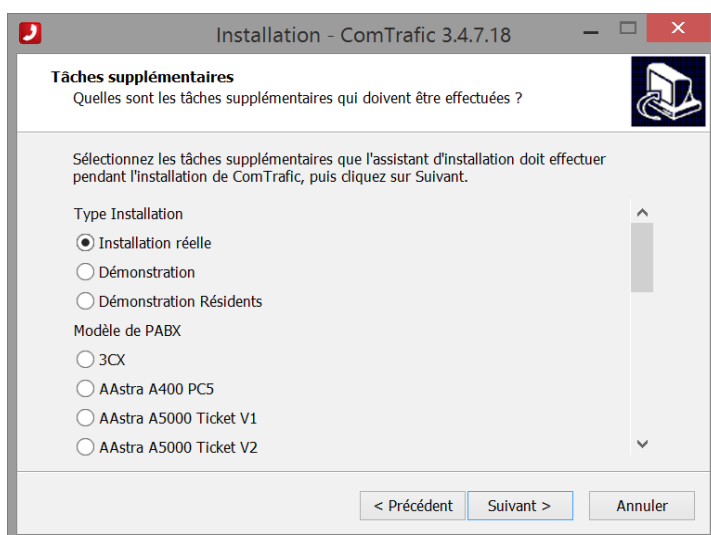 Installation - ComTrafic 3.4.7.18
Tâches supplémentaires
Quelles sont les tâches supplémentaires qui doivent être effectuées ?
Sélectionnez les tâches supplémentaires que l'assistant d'installation doit effectuer
pendant l'installation de ComTrafic, puis cliquez sur Suivant.
Type Installation
Installation réelle
Démonstration
Démonstration Résidents
Modèle de PABX
3CX
AAstra A400 PC5
AAstra A5000 Ticket V1
AAstra A5000 Ticket V2
< Précédent Suivant > Annuler